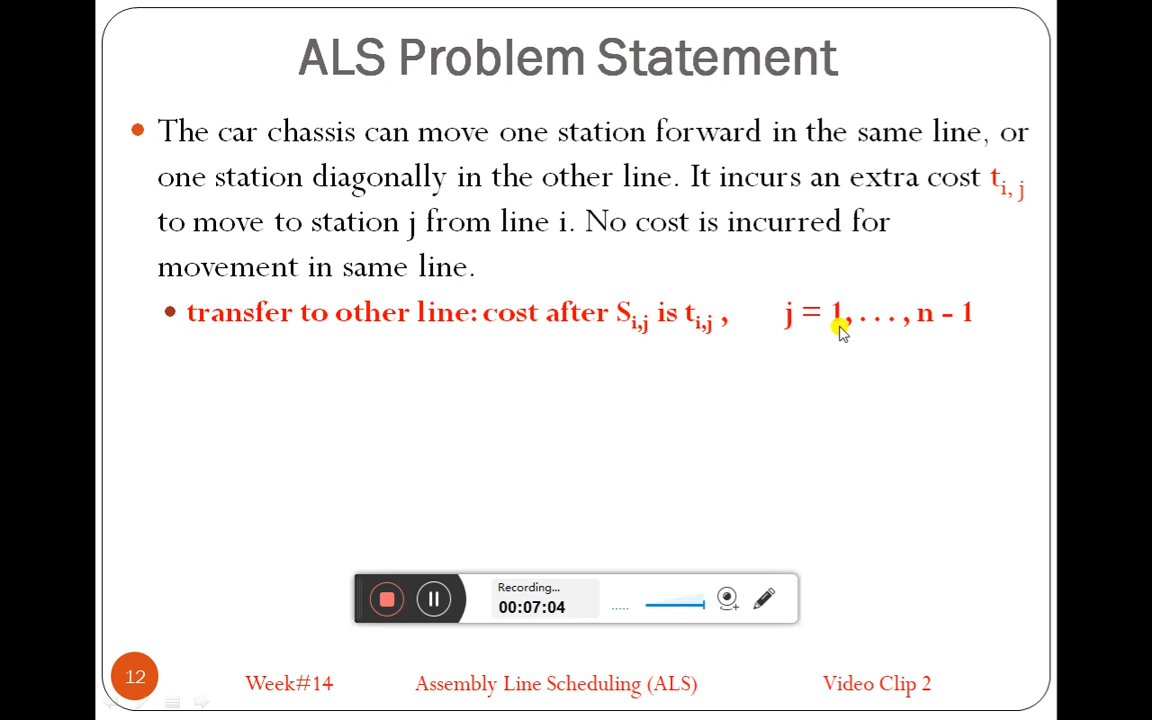 ALS Problem Statement
The car chassis can move one station forward in the same line, or
one station diagonally in the other line. It incurs an extra cost t i, j
to move to station j from line i. No cost is incurred for
movement in same line.
transfer to other line: cost after S i,j is t i,j , j = 1, . . . , n - 1
Recording...
00:07:04
12 Week#14 Assembly Line Scheduling (ALS) Video Clip 2